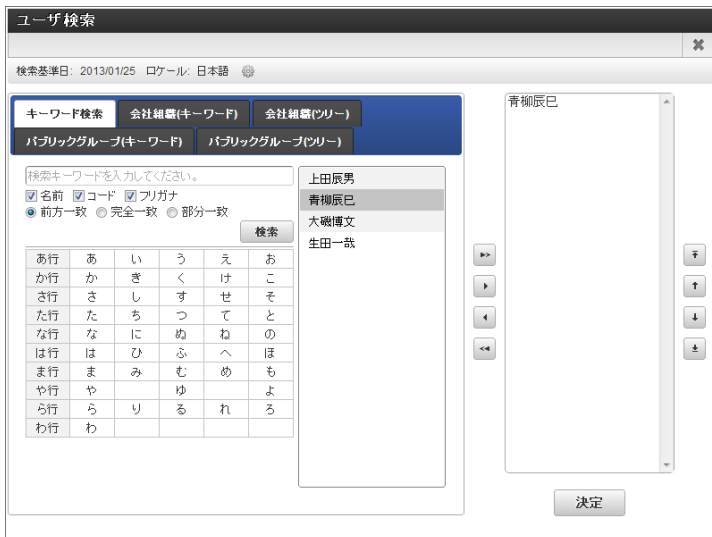 ユーザ検索
検索基準日: 2013/01/25 ロケール: 日本語
キーワード検索 会社組織(キーワード) 会社組織(ツリー)
パブリックグループ(キーワード) パブリックグループ(ツリー)
検索キーワードを入力してください。
名前 コード フリガナ
前方一致 完全一致 部分一致
検索
あ行 あ い う え お
か行 か き く け こ
さ行 さ し す せ そ
た行 た ち つ て と
な行 な に ぬ ね の
は行 は ひ ふ へ ほ
ま行 ま み む め も
や行 や ゆ よ
ら行 ら り る れ ろ
わ行 わ
上田辰男
青柳辰巳
大磯博文
生田一哉
青柳辰巳
決定